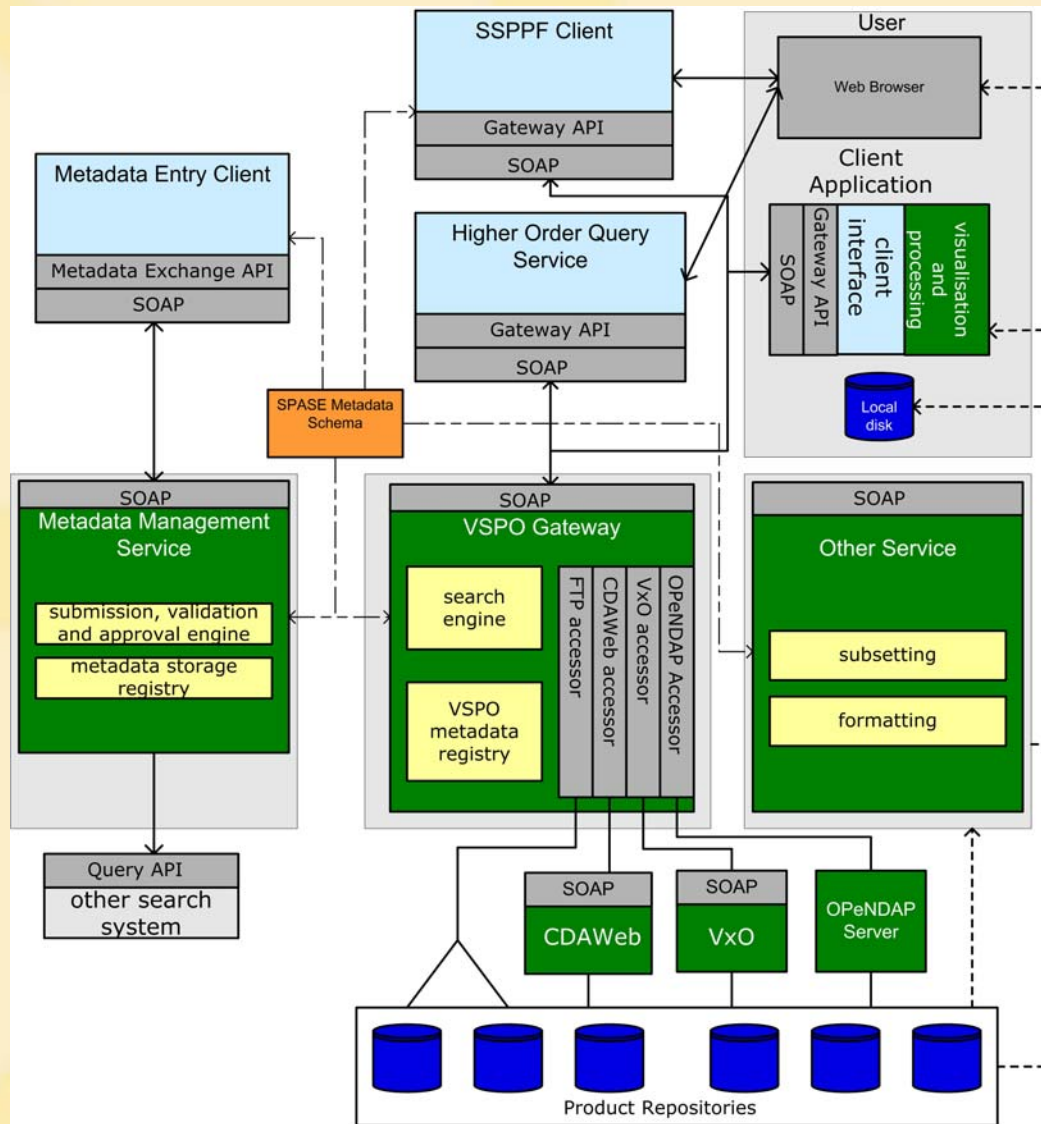 SSPPF Client
Gateway API
SOAP
User
Web Browser
Client
Application
SOAP
Gateway API
client
interface
visualisation
and
processing
Local
disk
Metadata Entry Client
Metadata Exchange API
SOAP
Higher Order Query
Service
Gateway API
SOAP
SPASE Metadata
Schema
SOAP
Metadata Management
Service
submission, validation
and approval engine
metadata storage
registry
SOAP
VSPO Gateway
search
engine
VSPO
metadata
registry
FTP accessor
CDAWeb accessor
VxO accessor
OPeNDAP Accessor
SOAP
Other Service
subsetting
formatting
Query API
other search
system
SOAP
CDAWeb
SOAP
VxO
OPeNDAP
Server
Product Repositories